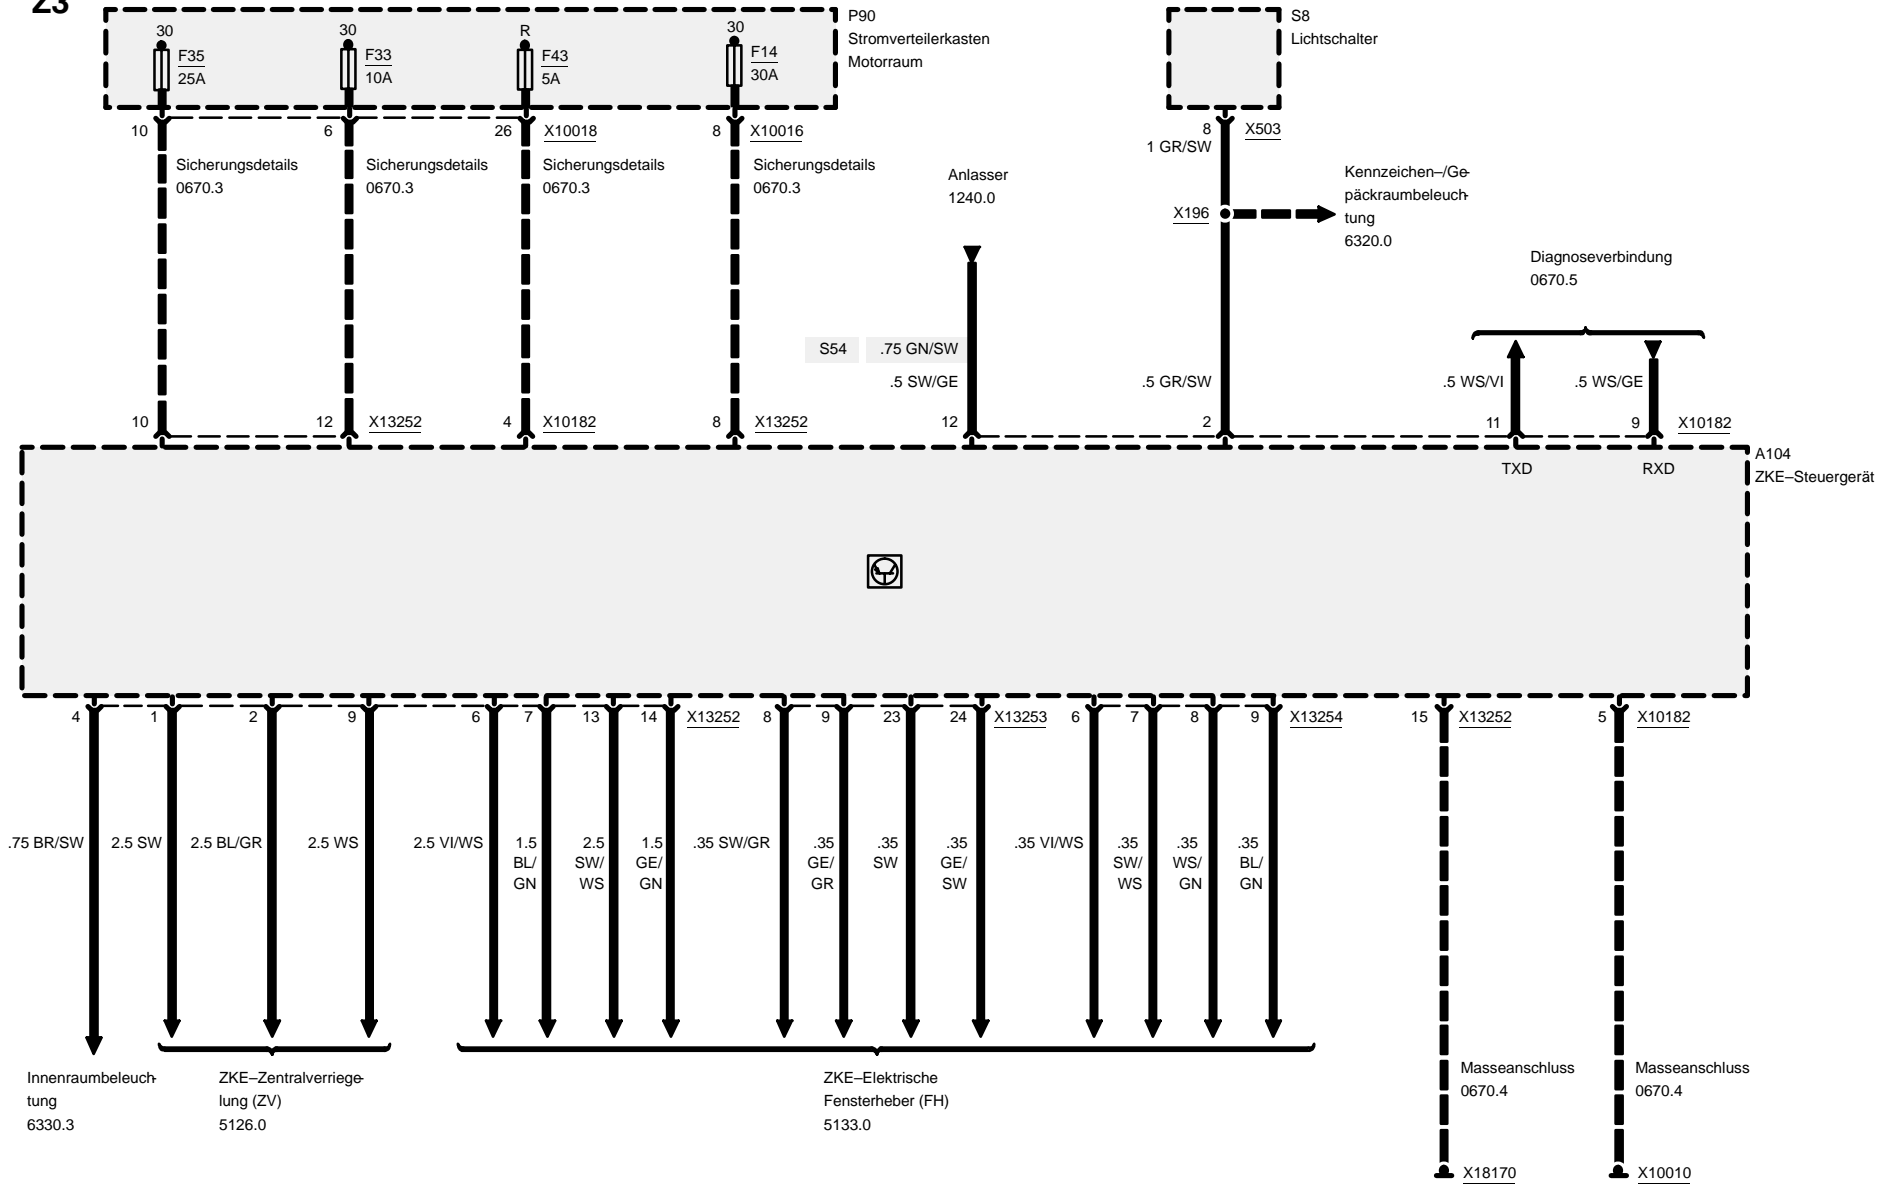 Z3
P90
Stromverteilerkasten
Motorraum
S8
Lichtschalter
30
F35
25A
30
F33
10A
R
F43
5A
30
F14
30A
10
6
26
X10018
8
X10016
8
X503
1 GR/SW
Sicherungsdetails
0670.3
Sicherungsdetails
0670.3
Sicherungsdetails
0670.3
Sicherungsdetails
0670.3
Anlasser
1240.0
Kennzeichen–/Ge-
päckraumbeleuch-
tung
6320.0
X196
Diagnoseverbindung
0670.5
S54
.75 GN/SW
.5 SW/GE
.5 GR/SW
.5 WS/VI
.5 WS/GE
10
12
X13252
4
X10182
8
X13252
12
2
11
9
X10182
TXD
RXD
A104
ZKE–Steuergerät
4
1
2
9
6
7
13
14
X13252
8
9
23
24
X13253
6
7
8
9
X13254
15
X13252
5
X10182
.75 BR/SW
2.5 SW
2.5 BL/GR
2.5 WS
2.5 VI/WS
1.5
BL/
GN
2.5
SW/
WS
1.5
GE/
GN
.35 SW/GR
.35
GE/
GR
.35
SW
.35
GE/
SW
.35 VI/WS
.35
SW/
WS
.35
WS/
GN
.35
BL/
GN
Innenraumbeleuch-
tung
6330.3
ZKE–Zentralverriege-
lung (ZV)
5126.0
ZKE–Elektrische
Fensterheber (FH)
5133.0
Masseanschluss
0670.4
Masseanschluss
0670.4
X18170
X10010